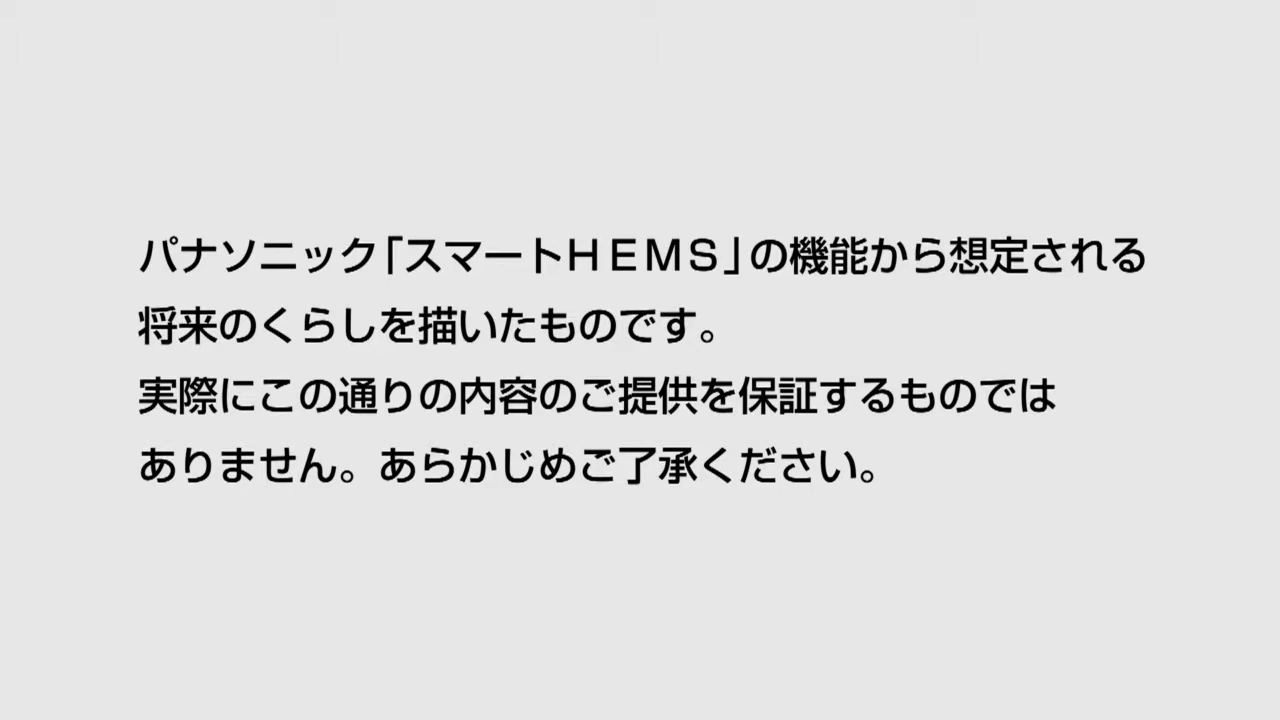 パナソニック「スマートＨＥＭＳ」の機能から想定される
将来のくらしを描いたものです。
実際にこの通りの内容のご提供を保証するものでは
ありません。あらかじめご了承ください。